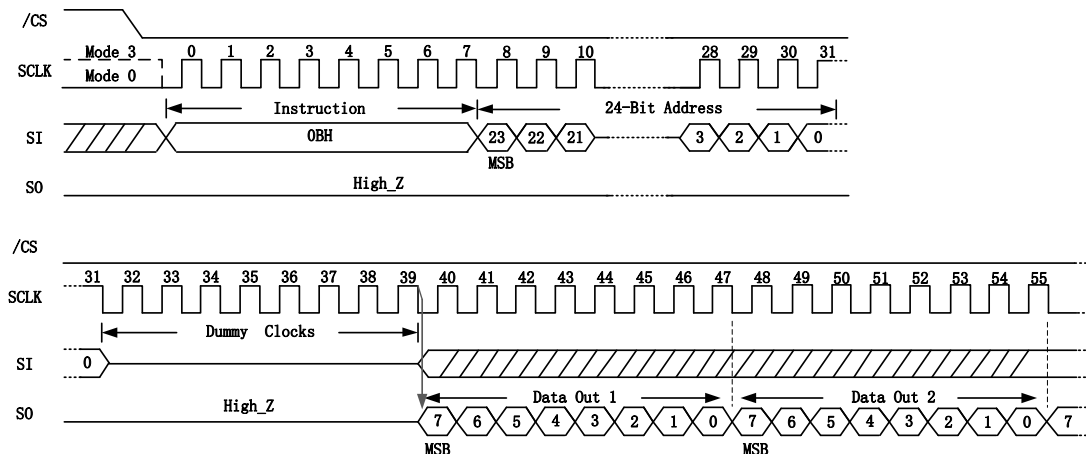 /CS
Mode 3 0 1 2 3 4 5 6 7 8 9 10 28 29 30 31
SCLK
Mode 0
Instruction 24-Bit Address
SI 0BH 23 22 21 3 2 1 0
MSB
High_Z
SO
/CS
31 32 33 34 35 36 37 38 39 40 41 42 43 44 45 46 47 48 49 50 51 52 53 54 55
SCLK
Dummy Clocks
SI 0
High_Z Data Out 1 Data Out 2
SO 7 6 5 4 3 2 1 0 7 6 5 4 3 2 1 0 7
MSB MSB